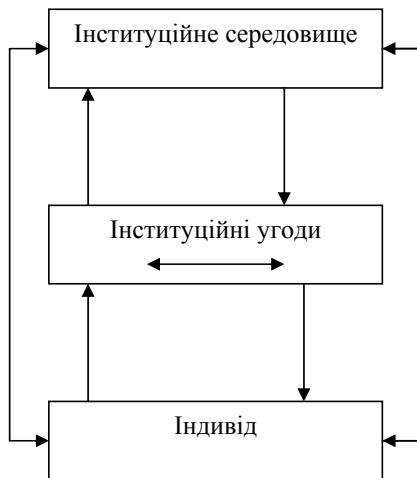 Інституційне середовище
Інституційні угоди
Індивід